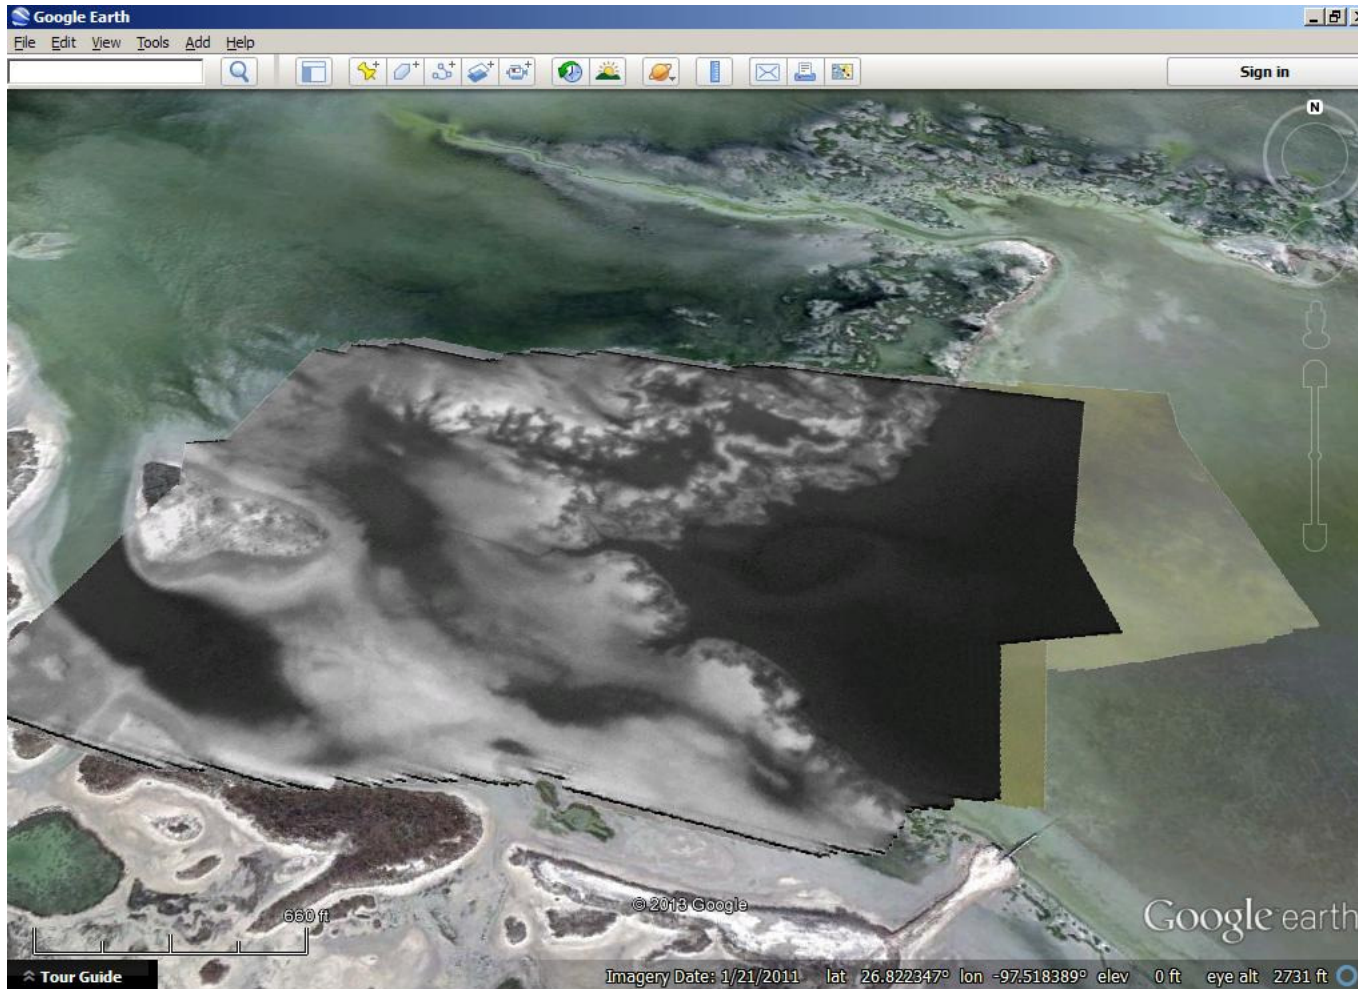 Google Earth
File Edit View Tools Add Help
Sign in
N
660 ft
© 2013 Google
Google earth
Tour Guide
Imagery Date: 1/21/2011 lat 26.822347° lon -97.518389° elev 0 ft eye alt 2731 ft